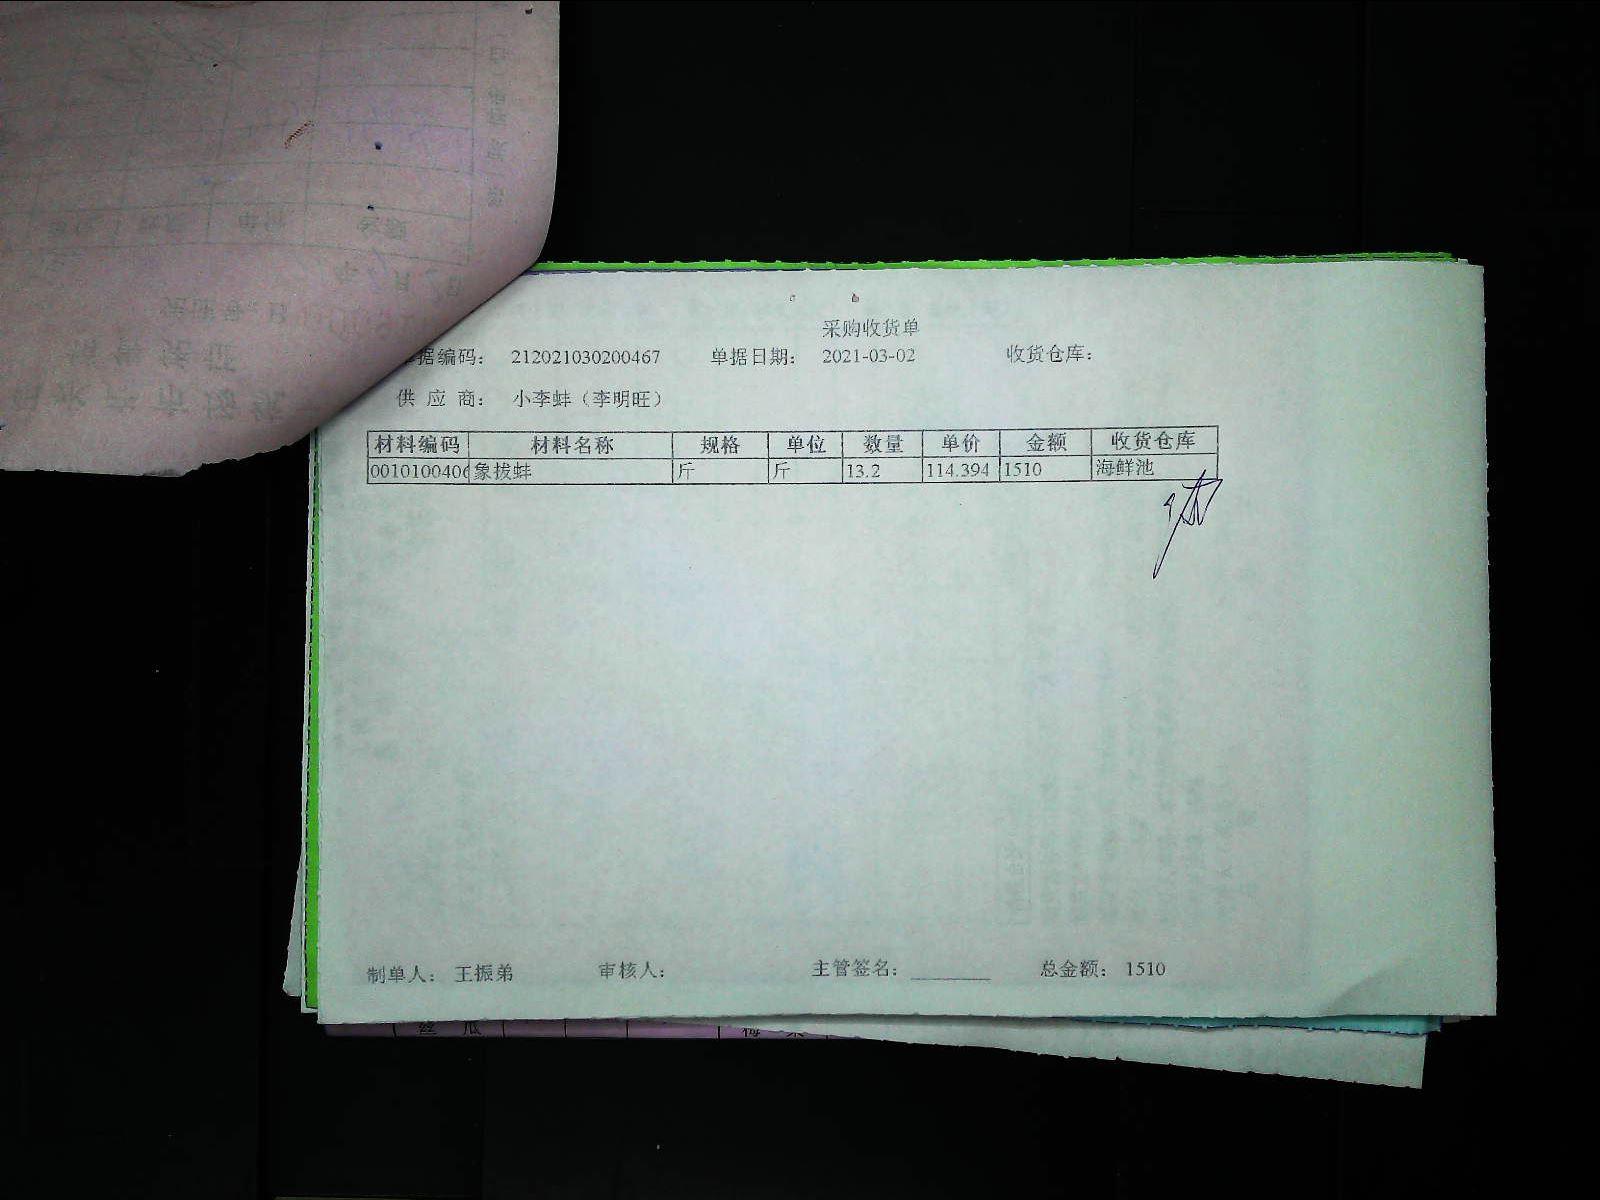 采购收货单
据编码： 212021030200467 单据日期： 2021-03-02 收货仓库：
供 应 商： 小李蚌（李明旺）
材料编码 材料名称 规格 单位 数量 单价 金额 收货仓库
0010100406 象拔蚌 斤 斤 13.2 114.394 1510 海鲜池
制单人： 王振弟 审核人： 主管签名： 总金额： 1510
丝 瓜